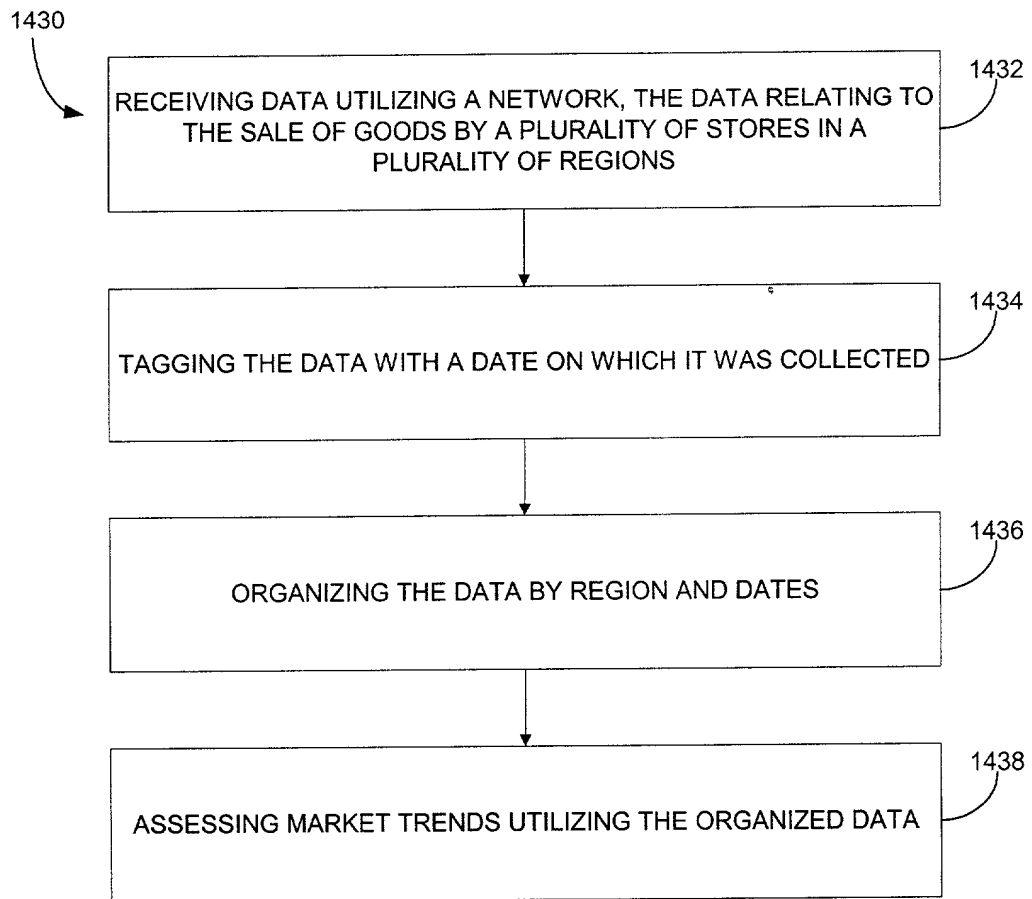 1430
1432
RECEIVING DATA UTILIZING A NETWORK, THE DATA RELATING TO
THE SALE OF GOODS BY A PLURALITY OF STORES IN A
PLURALITY OF REGIONS
1434
TAGGING THE DATA WITH A DATE ON WHICH IT WAS COLLECTED
1436
ORGANIZING THE DATA BY REGION AND DATES
1438
ASSESSING MARKET TRENDS UTILIZING THE ORGANIZED DATA